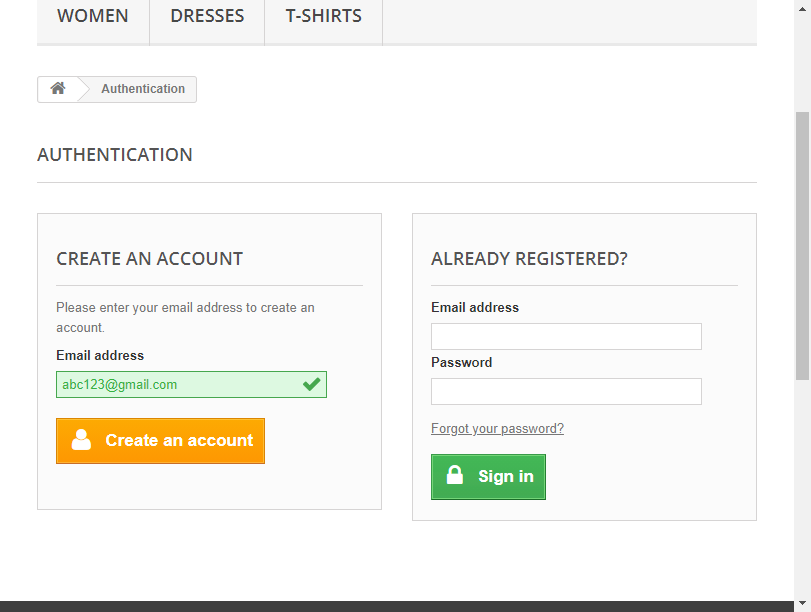 WOMEN
DRESSES
T-SHIRTS
Authentication
AUTHENTICATION
CREATE AN ACCOUNT
Please enter your email address to create an
account.
Email address
abc123@gmail.com
Create an account
ALREADY REGISTERED?
Email address
Password
Forgot your password?
Sign in